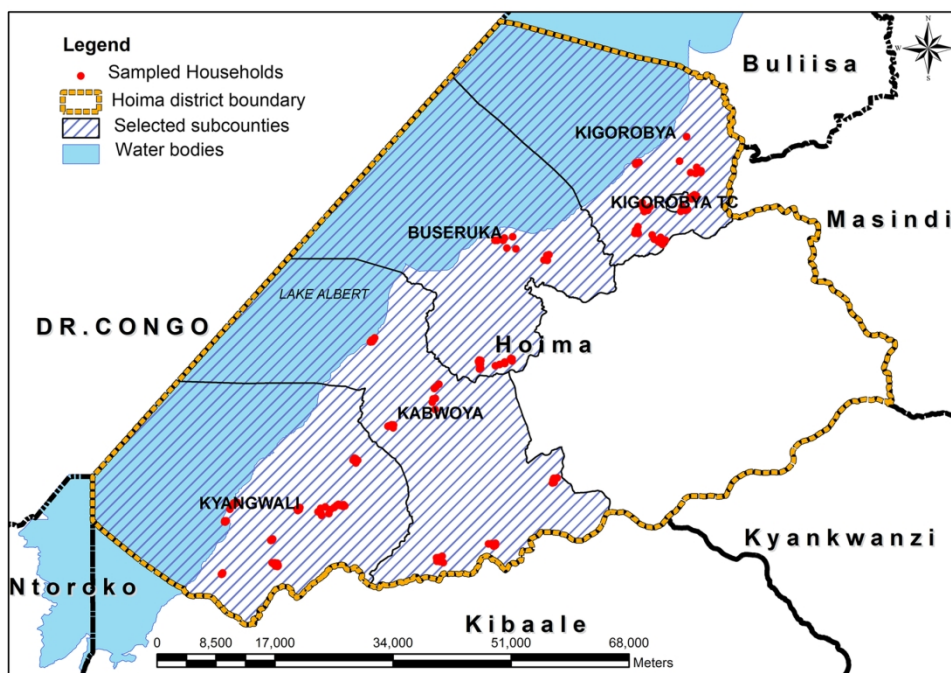 Legend
Sampled Households
Hoima district boundary
Selected subcounties
Water bodies
N
W
E
S
Buliisa
KIGOROBYA
KIGOROBYA TC
Masindi
BUSERUKA
LAKE ALBERT
DR.CONGO
Hoima
KABWOYA
KYANGWALI
Kyankwanzi
Ntoroko
Kibaale
0 8,500 17,000 34,000 51,000 68,000
Meters